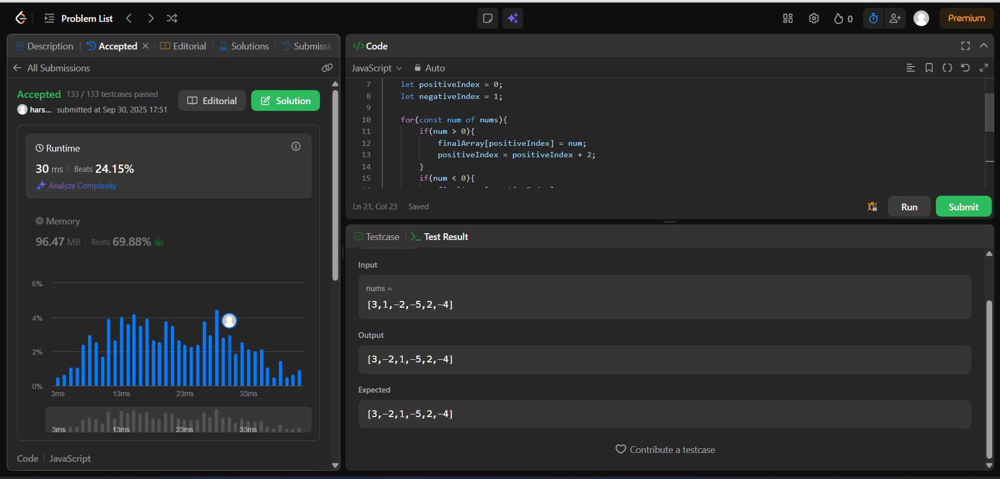 Problem List
0
Premium
Description
Accepted
Editorial
Solutions
All Submissions
Accepted 133 / 133 testcases passed
hars... submitted at Sep 30, 2025 17:51
Editorial
Solution
Runtime
30 ms Beats 24.15%
Analyze Complexity
Memory
96.47 MB Beats 69.88%
6%
4%
2%
0%
3ms 13ms 23ms 33ms
3ms 13ms 23ms 33ms
Code JavaScript
</> Code
JavaScript Auto
7 let positiveIndex = 0;
8 let negativeIndex = 1;
9
10 for(const num of nums){
11 if(num > 0){
12 finalArray[positiveIndex] = num;
13 positiveIndex = positiveIndex + 2;
14 }
15 if(num < 0){
Ln 21, Col 23 Saved
Run
Submit
Testcase
Test Result
Input
nums =
[3,1,-2,-5,2,-4]
Output
[3,-2,1,-5,2,-4]
Expected
[3,-2,1,-5,2,-4]
Contribute a testcase